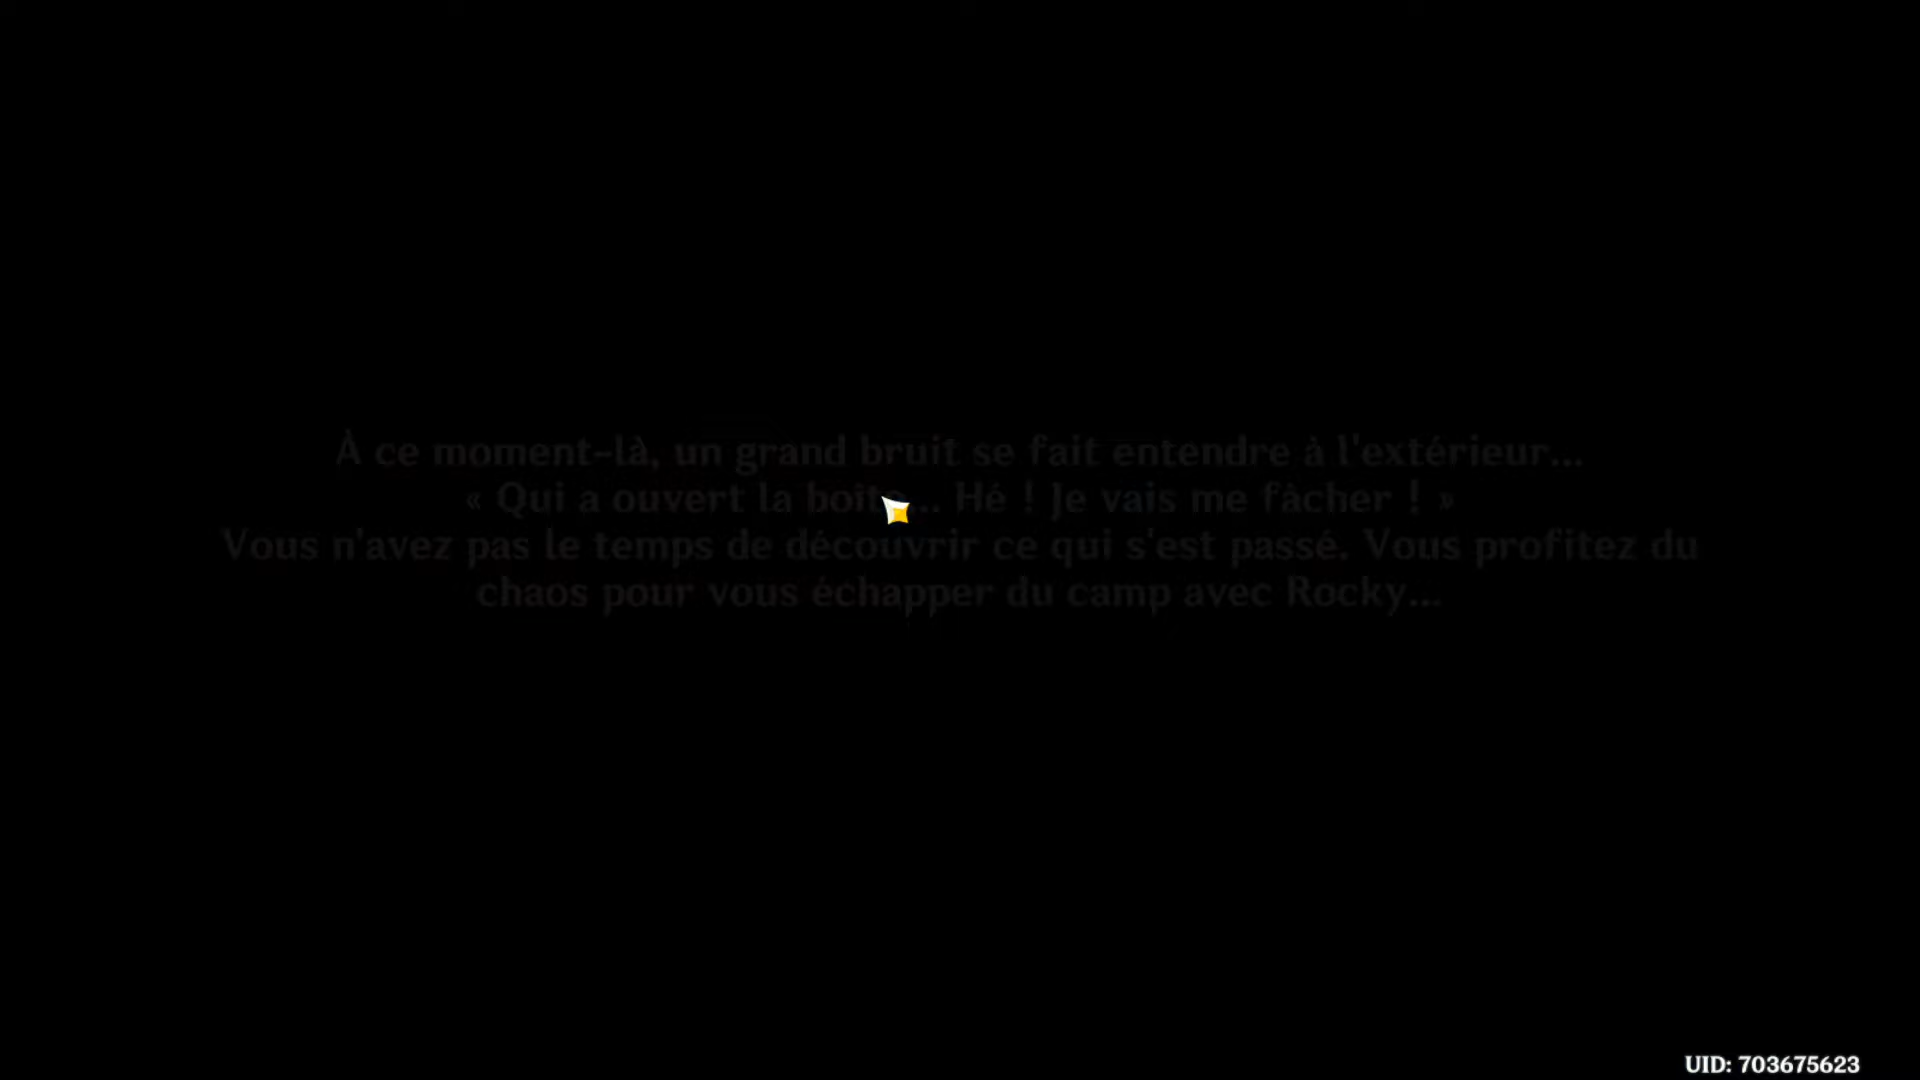 À ce moment-là, un grand bruit se fait entendre à l'extérieur...
« Qui a ouvert la boîte... Hé ! Je vais me fâcher ! »
Vous n'avez pas le temps de découvrir ce qui s'est passé. Vous profitez du
chaos pour vous échapper du camp avec Rocky...
UID: 703675623